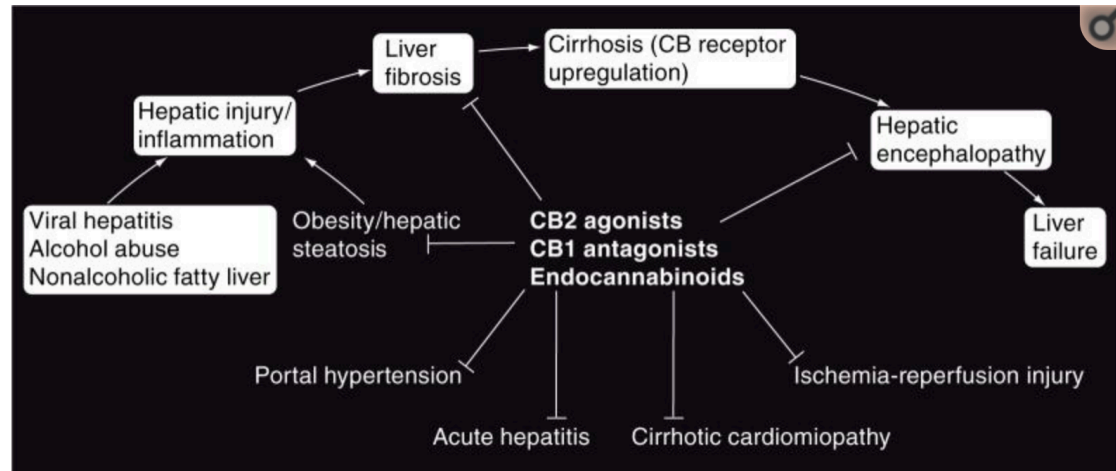 Liver
fibrosis
Cirrhosis (CB receptor
upregulation)
Hepatic injury/
inflammation
Hepatic
encephalopathy
Viral hepatitis
Alcohol abuse
Nonalcoholic fatty liver
Obesity/hepatic
steatosis
CB2 agonists
CB1 antagonists
Endocannabinoids
Liver
failure
Portal hypertension
Ischemia-reperfusion injury
Acute hepatitis
Cirrhotic cardiomiopathy